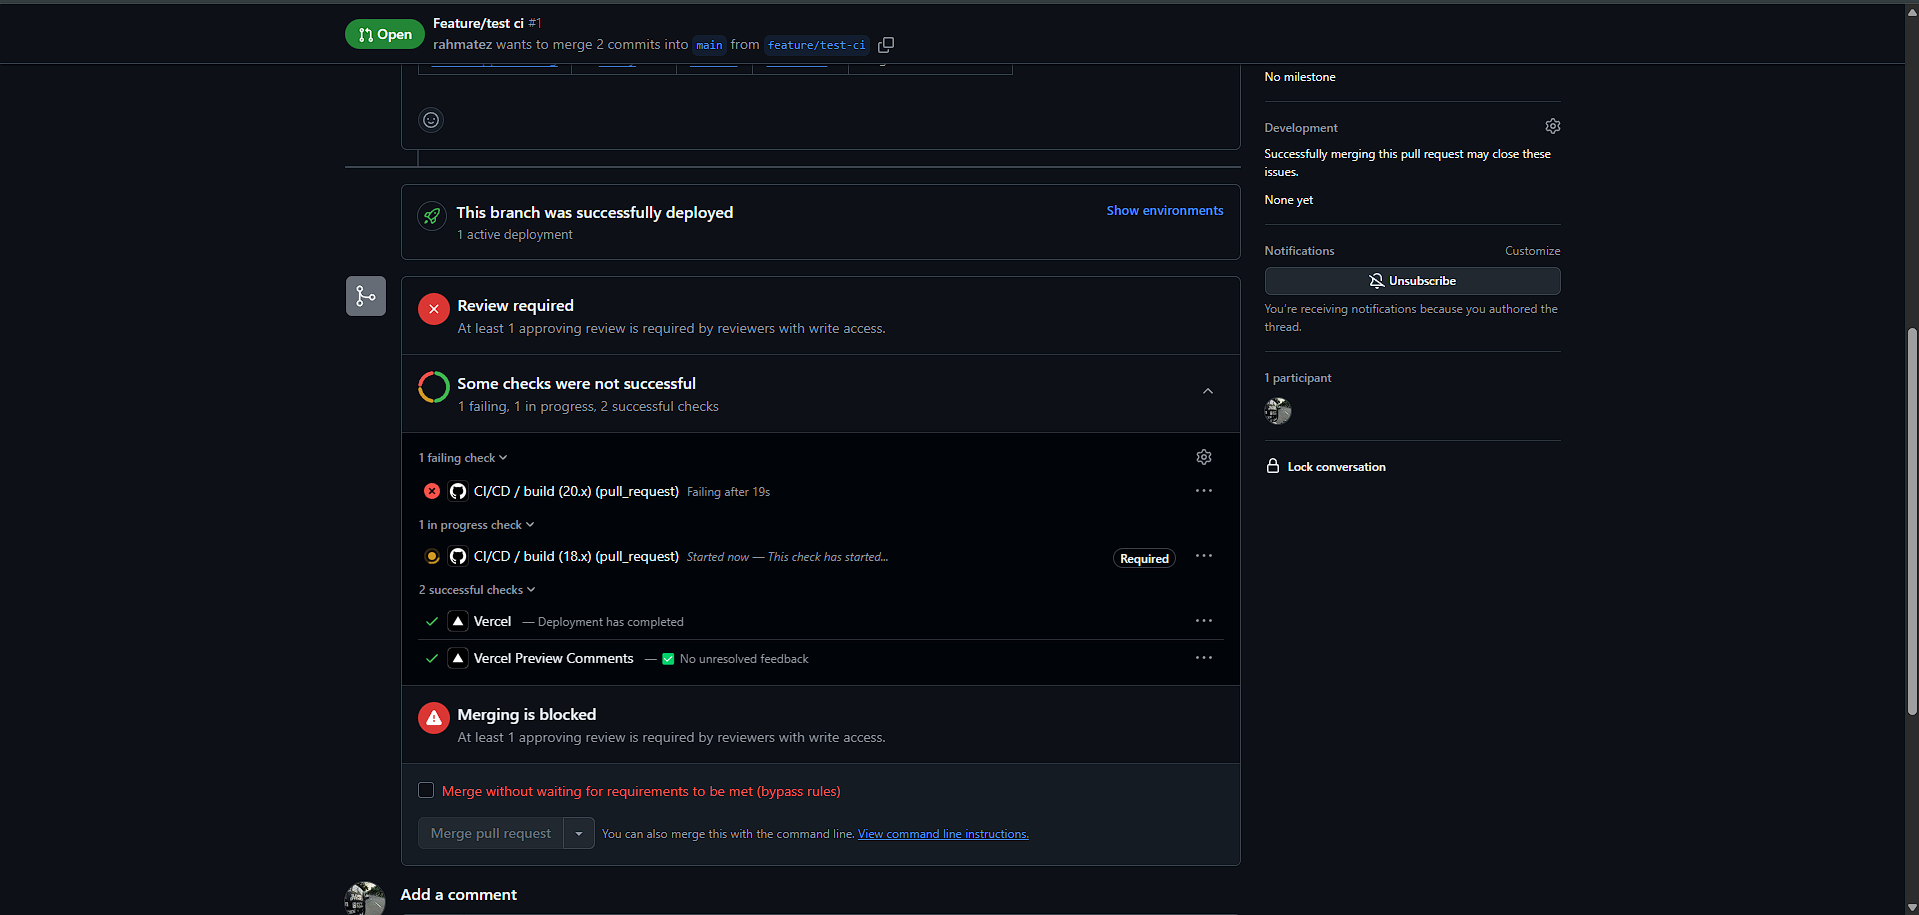 Open
Feature/test ci #1
rahmatez wants to merge 2 commits into main from feature/test-ci
This branch was successfully deployed
1 active deployment
Show environments
Review required
At least 1 approving review is required by reviewers with write access.
Some checks were not successful
1 failing, 1 in progress, 2 successful checks
1 failing check
CI/CD / build (20.x) (pull_request) Failing after 19s
1 in progress check
CI/CD / build (18.x) (pull_request) Started now — This check has started...
Required
2 successful checks
Vercel — Deployment has completed
Vercel Preview Comments — ✅ No unresolved feedback
Merging is blocked
At least 1 approving review is required by reviewers with write access.
Merge without waiting for requirements to be met (bypass rules)
Merge pull request
You can also merge this with the command line. View command line instructions.
Add a comment
No milestone
Development
Successfully merging this pull request may close these
issues.
None yet
Notifications
Customize
Unsubscribe
You're receiving notifications because you authored the
thread.
1 participant
Lock conversation